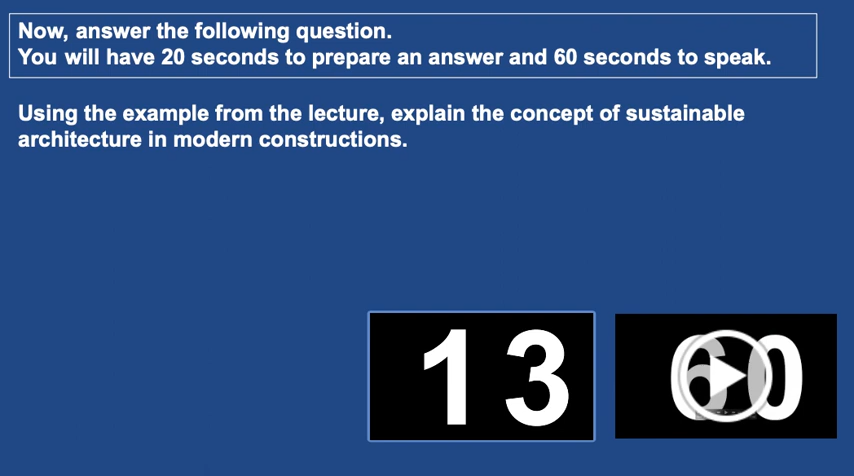 Now, answer the following question.
You will have 20 seconds to prepare an answer and 60 seconds to speak.
Using the example from the lecture, explain the concept of sustainable
architecture in modern constructions.
13
60